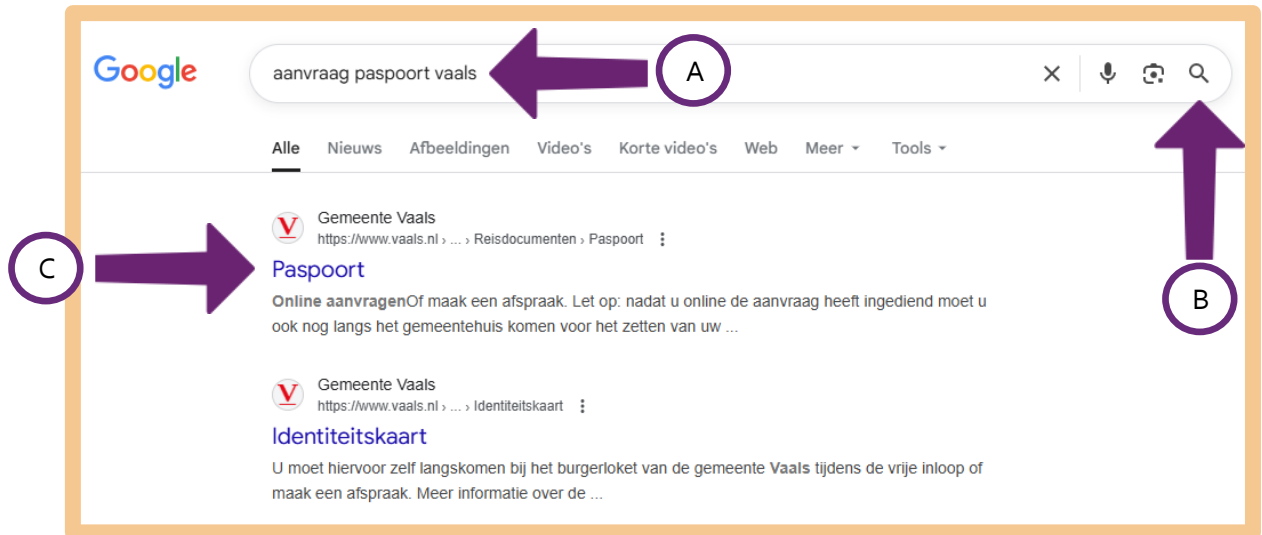 Google
aanvraag paspoort vaals
A
Alle Nieuws Afbeeldingen Video's Korte video's Web Meer Tools
B
C
Gemeente Vaals
https://www.vaals.nl › ... › Reisdocumenten › Paspoort
Paspoort
Online aanvragenOf maak een afspraak. Let op: nadat u online de aanvraag heeft ingediend moet u
ook nog langs het gemeentehuis komen voor het zetten van uw ...
Gemeente Vaals
https://www.vaals.nl › ... › Identiteitskaart
Identiteitskaart
U moet hiervoor zelf langskomen bij het burgerloket van de gemeente Vaals tijdens de vrije inloop of
maak een afspraak. Meer informatie over de ...